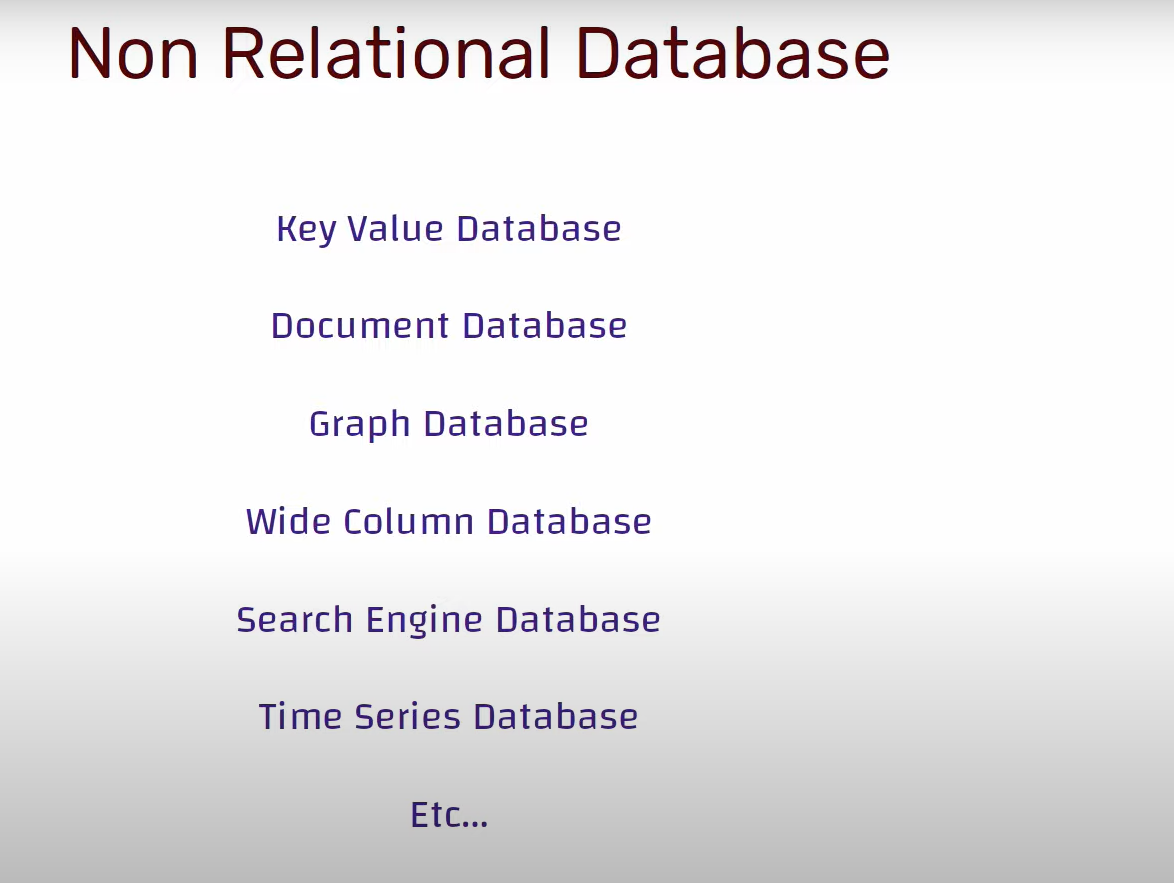 Non Relational Database
Key Value Database
Document Database
Graph Database
Wide Column Database
Search Engine Database
Time Series Database
Etc...